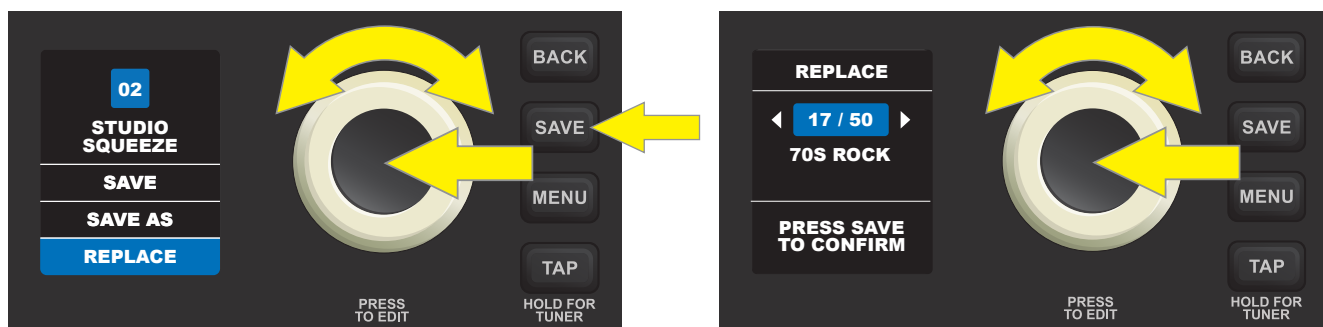 02
STUDIO
SQUEEZE
SAVE
SAVE AS
REPLACE
BACK
SAVE
MENU
TAP
PRESS
TO EDIT
HOLD FOR
TUNER
REPLACE
17 / 50
70S ROCK
PRESS SAVE
TO CONFIRM
BACK
SAVE
MENU
TAP
PRESS
TO EDIT
HOLD FOR
TUNER